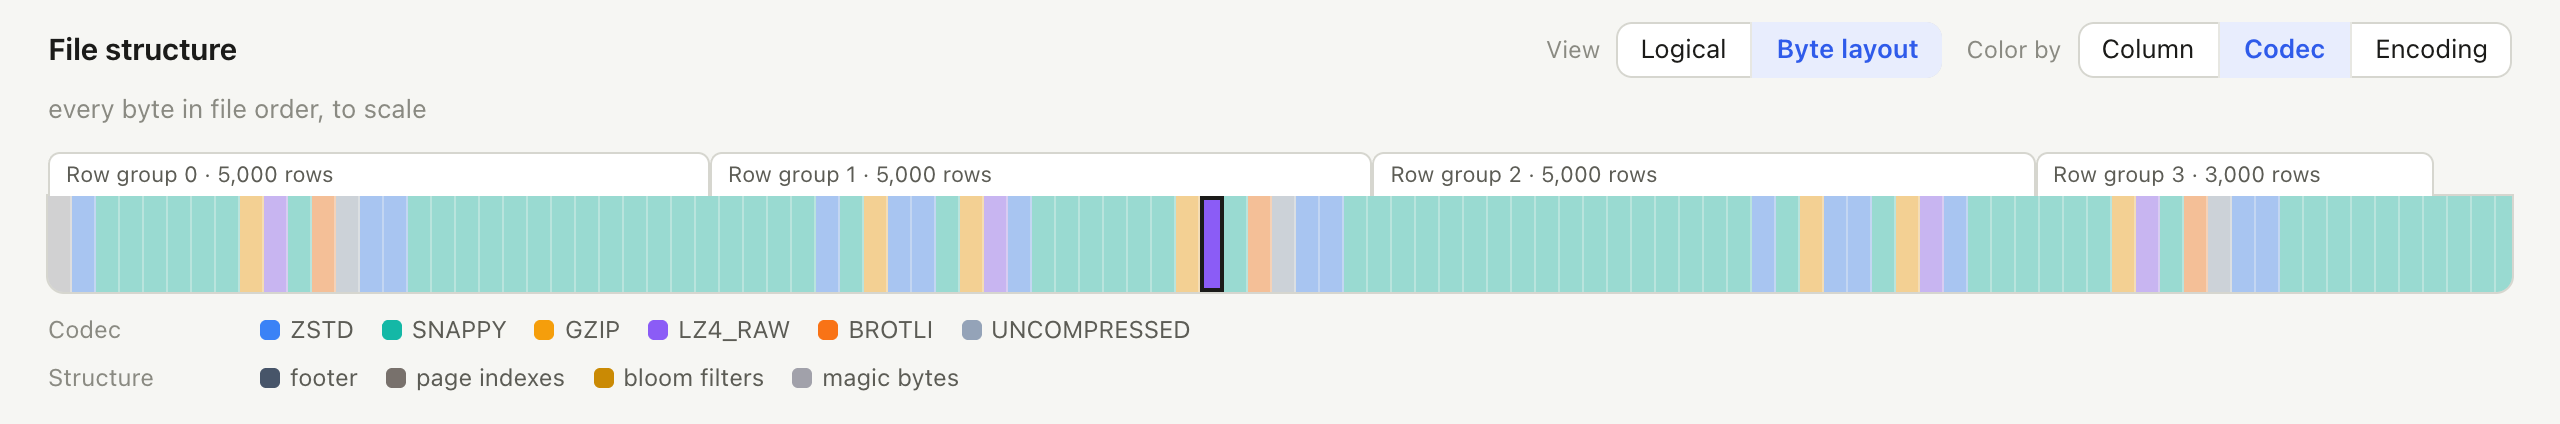 File structure
View Logical Byte layout Color by Column Codec Encoding
every byte in file order, to scale
Row group 0 · 5,000 rows Row group 1 · 5,000 rows Row group 2 · 5,000 rows Row group 3 · 3,000 rows
Codec ZSTD SNAPPY GZIP LZ4_RAW BROTLI UNCOMPRESSED
Structure footer page indexes bloom filters magic bytes